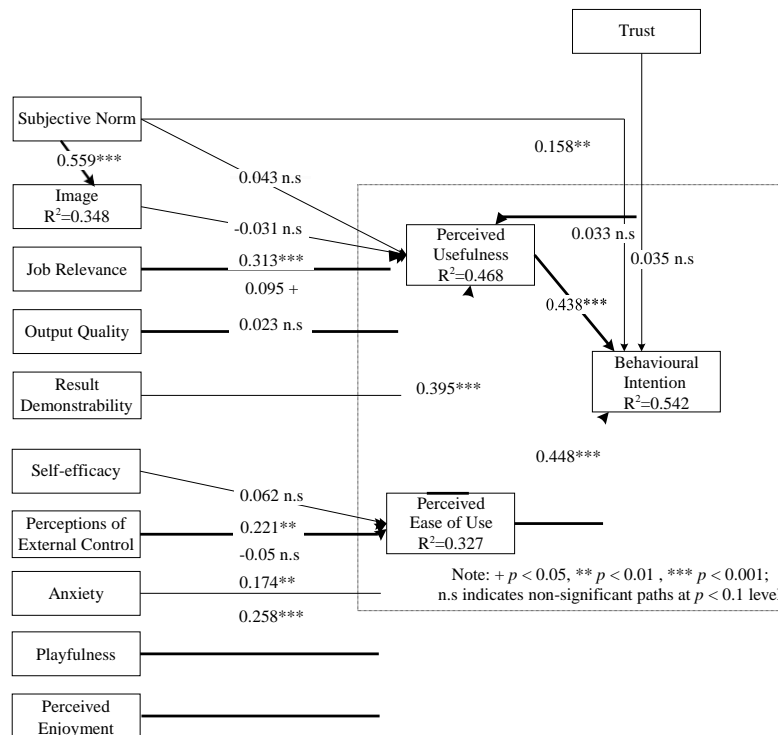 Trust
Subjective Norm
0.158**
0.559***
0.043 n.s
Image
R²=0.348
-0.031 n.s
Perceived
Usefulness
R²=0.468
0.033 n.s
0.035 n.s
Job Relevance
0.313***
0.095 +
0.438***
Output Quality
0.023 n.s
Behavioural
Intention
R²=0.542
Result
Demonstrability
0.395***
0.448***
Self-efficacy
0.062 n.s
Perceived
Ease of Use
R²=0.327
Perceptions of
External Control
0.221**
-0.05 n.s
Anxiety
0.174**
0.258***
Note: + p < 0.05, ** p < 0.01 , *** p < 0.001;
n.s indicates non-significant paths at p < 0.1 level
Playfulness
Perceived
Enjoyment